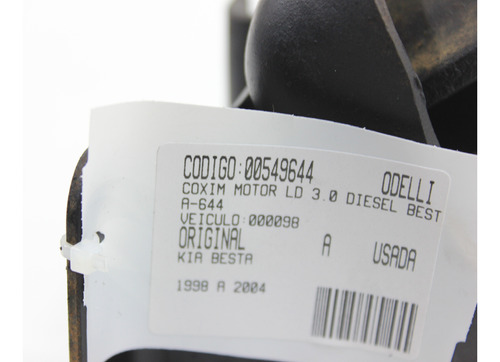 CODIGO:00549644 ODELLI
COXIM MOTOR LD 3.0 DIESEL BEST
A-644
VEICULO:000098
ORIGINAL A USADA
KIA BESTA
1998 A 2004